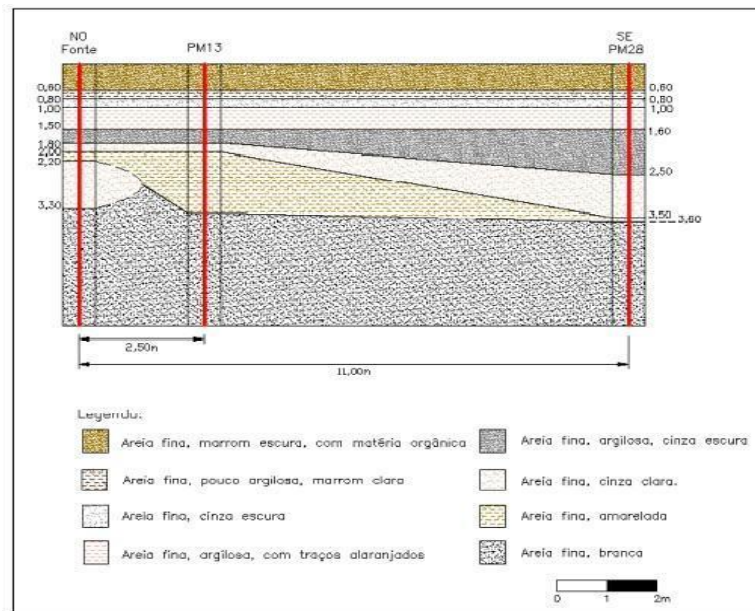 NO
Fonte
PM13
SE
PM28
0,60
0,80
1,00
1,50
1,80
2,00
2,20
3,30
0,60
0,80
1,00
1,60
2,50
3,50
3,60
2,50m
11,00m
Legenda:
Areia fina, marrom escura, com matéria orgânica
Areia fina, pouco argilosa, marrom clara
Areia fina, cinza escura
Areia fina, argilosa, com traços alaranjados
Areia fina, argilosa, cinza escura
Areia fina, cinza clara.
Areia fina, amarelada
Areia fina, branca
0 1 2m